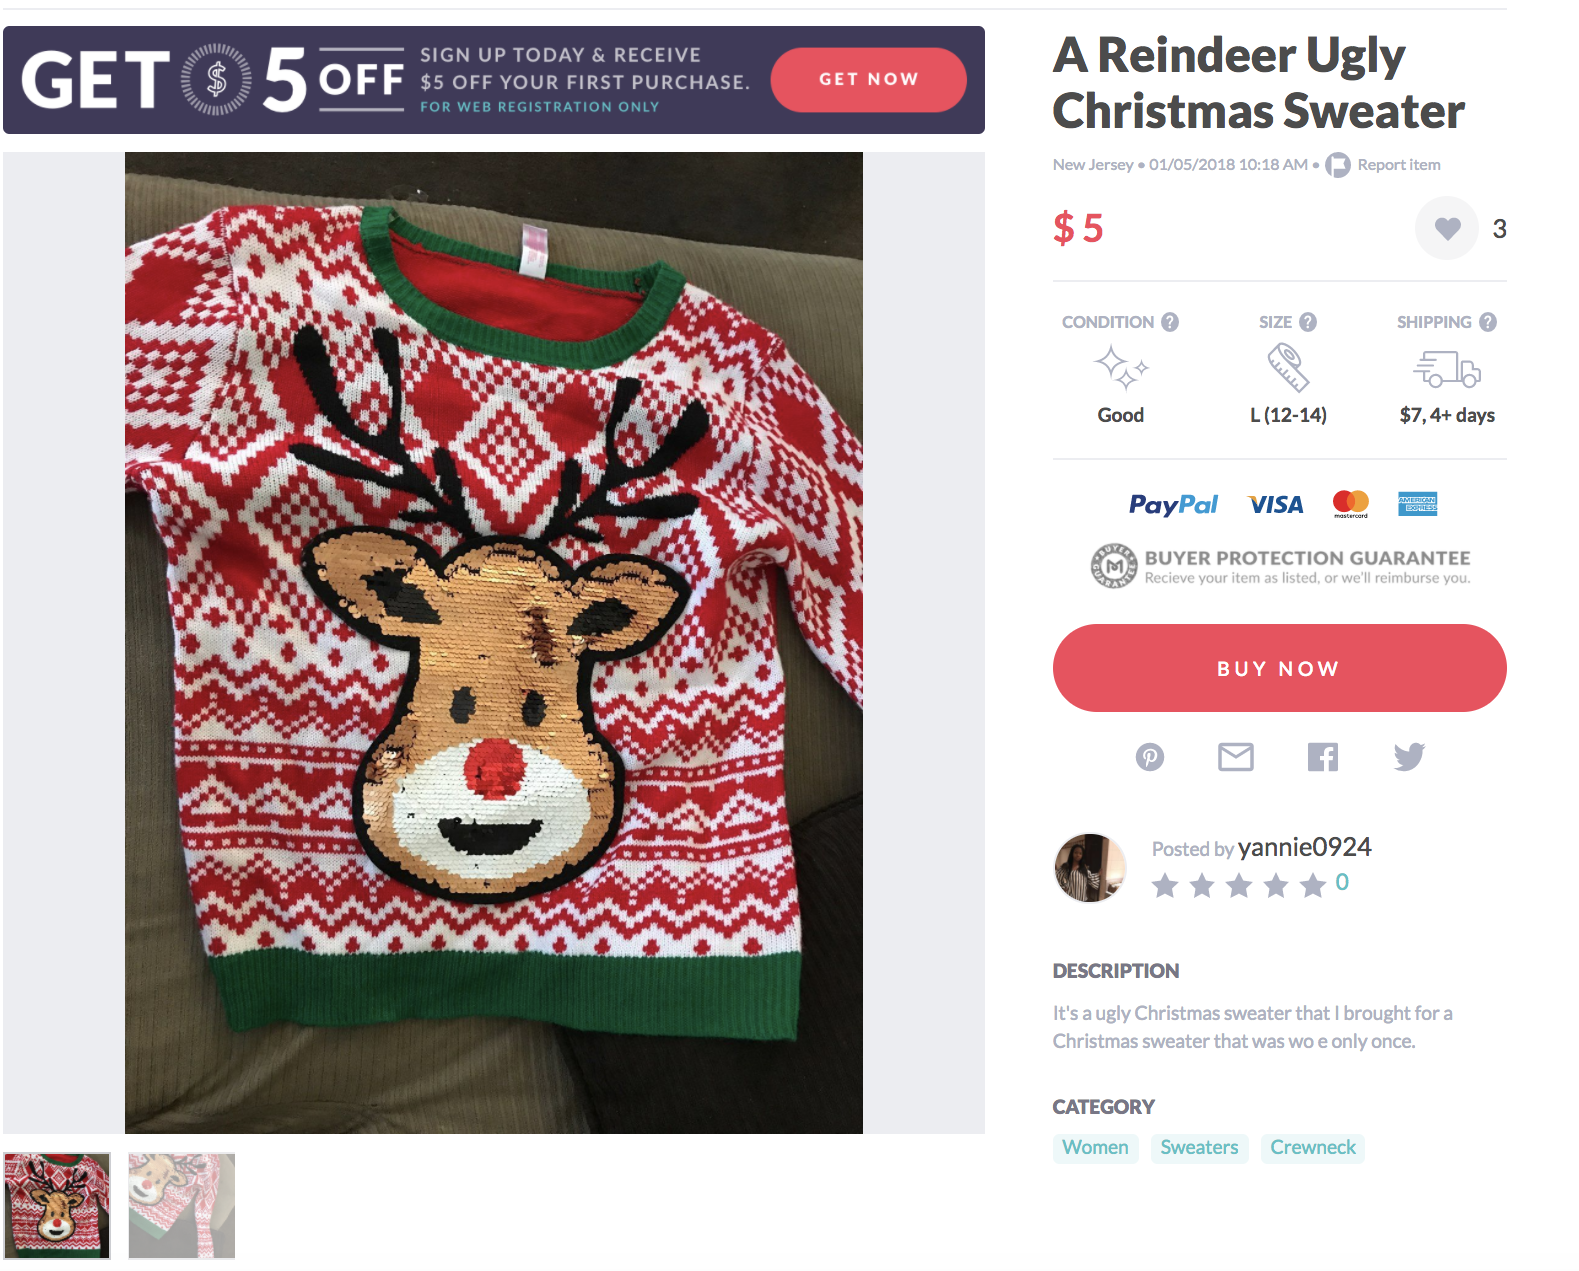 GET $ 5 OFF
SIGN UP TODAY & RECEIVE
$5 OFF YOUR FIRST PURCHASE.
FOR WEB REGISTRATION ONLY
GET NOW
A Reindeer Ugly
Christmas Sweater
New Jersey • 01/05/2018 10:18 AM • Report item
$ 5
3
CONDITION ?
SIZE ?
SHIPPING ?
Good
L (12-14)
$7, 4+ days
PayPal VISA mastercard AMERICAN EXPRESS
BUYER GUARANTEE M
BUYER PROTECTION GUARANTEE
Recieve your item as listed, or we'll reimburse you.
BUY NOW
Posted by yannie0924
0
DESCRIPTION
It's a ugly Christmas sweater that I brought for a
Christmas sweater that was wo e only once.
CATEGORY
Women Sweaters Crewneck